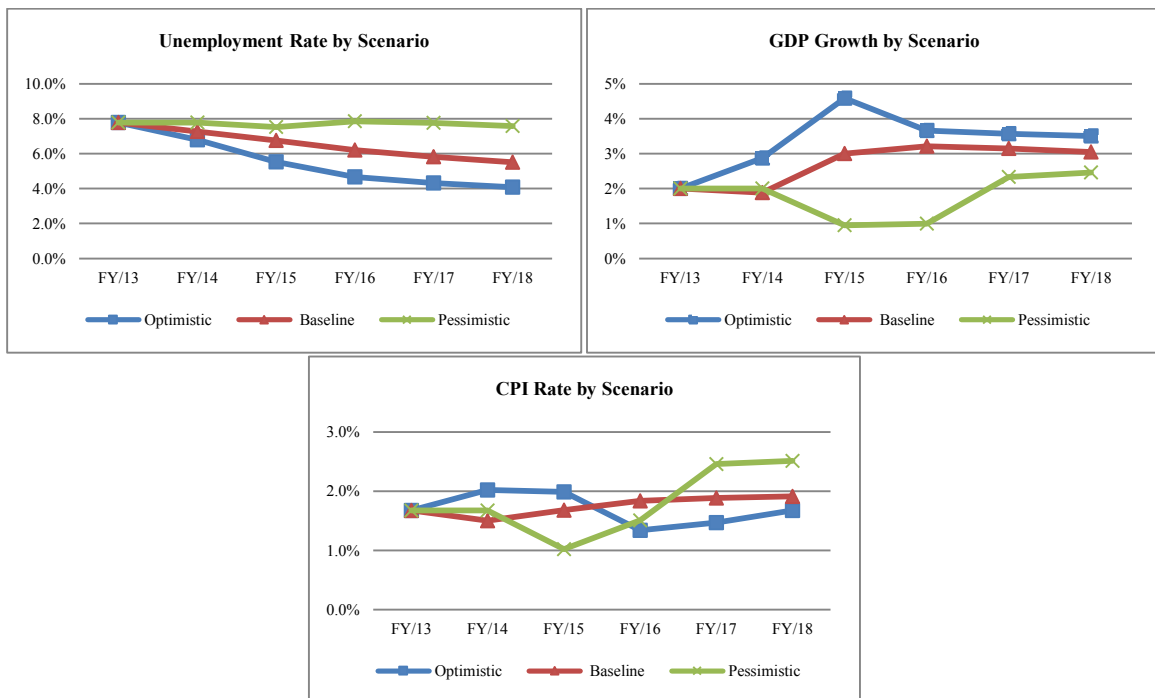 Unemployment Rate by Scenario
10.0%
8.0%
6.0%
4.0%
2.0%
0.0%
FY/13 FY/14 FY/15 FY/16 FY/17 FY/18
Optimistic Baseline Pessimistic
GDP Growth by Scenario
5%
4%
3%
2%
1%
0%
FY/13 FY/14 FY/15 FY/16 FY/17 FY/18
Optimistic Baseline Pessimistic
CPI Rate by Scenario
3.0%
2.0%
1.0%
0.0%
FY/13 FY/14 FY/15 FY/16 FY/17 FY/18
Optimistic Baseline Pessimistic